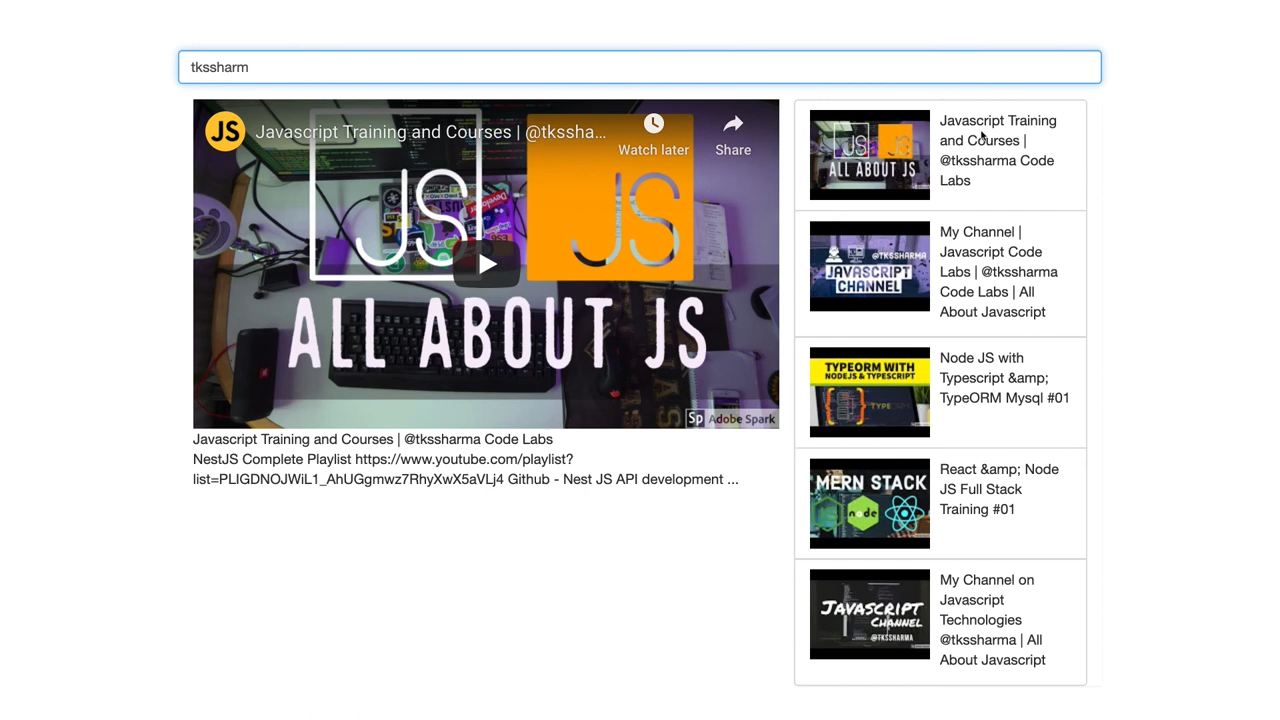 tkssharm
JS
Javascript Training and Courses | @tkssha...
Watch later
Share
JS
JS
ALL ABOUT JS
Sp Adobe Spark
Javascript Training and Courses | @tkssharma Code Labs
NestJS Complete Playlist https://www.youtube.com/playlist?
list=PLIGDNOJWiL1_AhUGgmwz7RhyXwX5aVLj4 Github - Nest JS API development ...
JS
JS
ALL ABOUT JS
Javascript Training
and Courses |
@tkssharma Code
Labs
@TKSSHARMA
JAVASCRIPT
CHANNEL
My Channel |
Javascript Code
Labs | @tkssharma
Code Labs | All
About Javascript
TYPEORM WITH
NODEJS & TYPESCRIPT
TYPE
Node JS with
Typescript &amp;
TypeORM Mysql #01
MERN STACK
node
React &amp; Node
JS Full Stack
Training #01
JAVASCRIPT
CHANNEL
@TKSSHARMA
My Channel on
Javascript
Technologies
@tkssharma | All
About Javascript